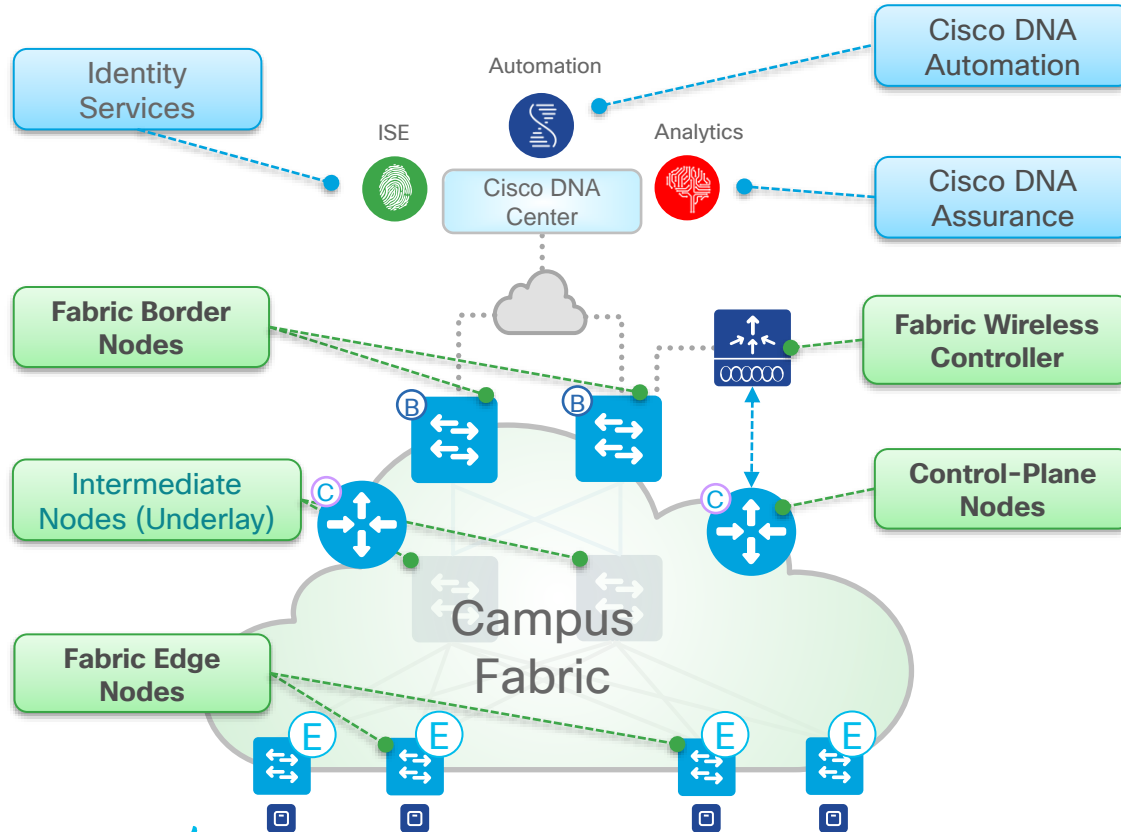 Automation
Cisco DNA
Automation
Identity
Services
ISE
Analytics
Cisco DNA
Center
Cisco DNA
Assurance
Fabric Border
Nodes
Fabric Wireless
Controller
B
B
Intermediate
Nodes (Underlay)
C
C
Control-Plane
Nodes
Campus
Fabric
Fabric Edge
Nodes
E
E
E
E